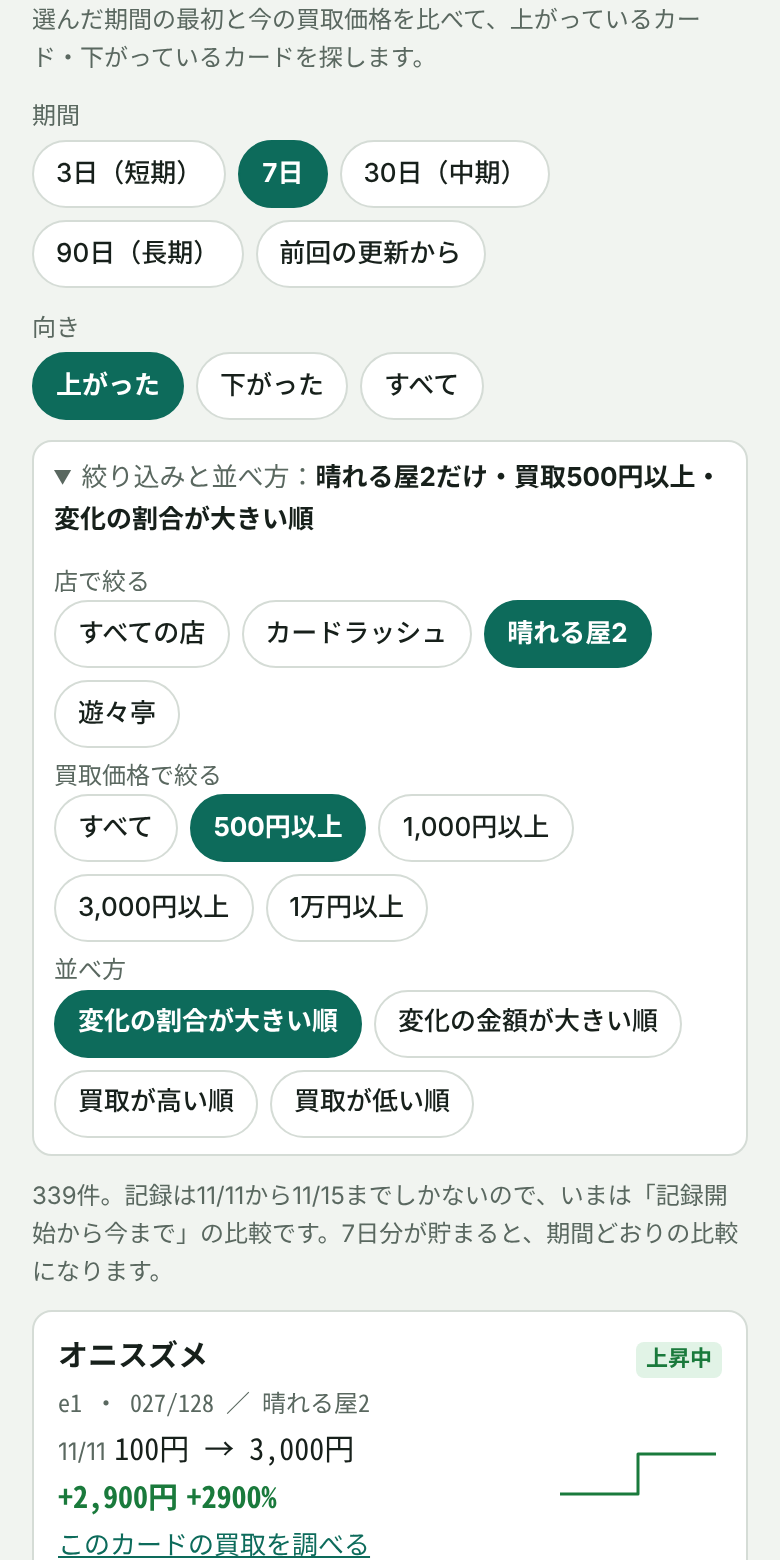 選んだ期間の最初と今の買取価格を比べて、上がっているカー
ド・下がっているカードを探します。
期間
3日（短期）
7日
30日（中期）
90日（長期）
前回の更新から
向き
上がった
下がった
すべて
▼ 絞り込みと並べ方：晴れる屋2だけ・買取500円以上・
変化の割合が大きい順
店で絞る
すべての店
カードラッシュ
晴れる屋2
遊々亭
買取価格で絞る
すべて
500円以上
1,000円以上
3,000円以上
1万円以上
並べ方
変化の割合が大きい順
変化の金額が大きい順
買取が高い順
買取が低い順
339件。記録は11/11から11/15までしかないので、いまは「記録開
始から今まで」の比較です。7日分が貯まると、期間どおりの比較
になります。
オニスズメ
上昇中
e1 ・ 027/128 ／ 晴れる屋2
11/11 100円 → 3,000円
+2,900円 +2900%
このカードの買取を調べる